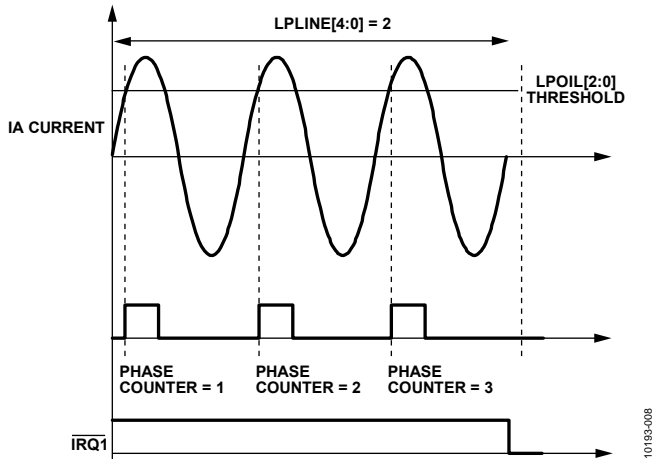 LPLINE[4:0] = 2
LPOIL[2:0]
THRESHOLD
IA CURRENT
PHASE
COUNTER = 1
PHASE
COUNTER = 2
PHASE
COUNTER = 3
IRQ1
10193-008